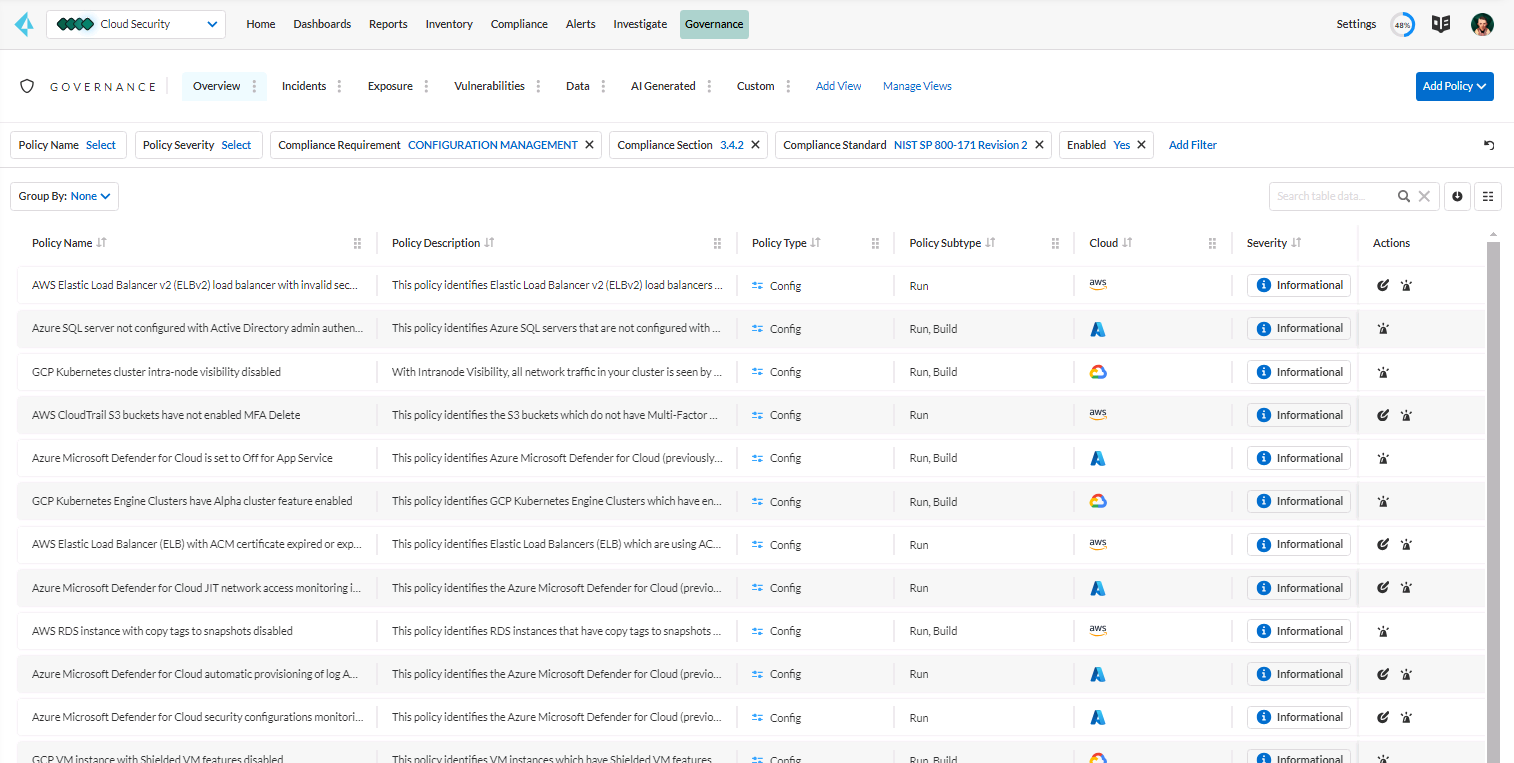 Cloud Security Home Dashboards Reports Inventory Compliance Alerts Investigate Governance Settings 48%
GOVERNANCE Overview Incidents Exposure Vulnerabilities Data AI Generated Custom Add View Manage Views Add Policy
Policy Name Select Policy Severity Select Compliance Requirement CONFIGURATION MANAGEMENT Compliance Section 3.4.2 Compliance Standard NIST SP 800-171 Revision 2 Enabled Yes Add Filter
Group By: None Search table data...
Policy Name Policy Description Policy Type Policy Subtype Cloud Severity Actions
AWS Elastic Load Balancer v2 (ELBv2) load balancer with invalid sec... This policy identifies Elastic Load Balancer v2 (ELBv2) load balancers ... Config Run aws Informational
Azure SQL server not configured with Active Directory admin authen... This policy identifies Azure SQL servers that are not configured with ... Config Run, Build Informational
GCP Kubernetes cluster intra-node visibility disabled With Intranode Visibility, all network traffic in your cluster is seen by ... Config Run, Build Informational
AWS CloudTrail S3 buckets have not enabled MFA Delete This policy identifies the S3 buckets which do not have Multi-Factor ... Config Run aws Informational
Azure Microsoft Defender for Cloud is set to Off for App Service This policy identifies Azure Microsoft Defender for Cloud (previously... Config Run, Build Informational
GCP Kubernetes Engine Clusters have Alpha cluster feature enabled This policy identifies GCP Kubernetes Engine Clusters which have en... Config Run, Build Informational
AWS Elastic Load Balancer (ELB) with ACM certificate expired or exp... This policy identifies Elastic Load Balancers (ELB) which are using AC... Config Run aws Informational
Azure Microsoft Defender for Cloud JIT network access monitoring i... This policy identifies the Azure Microsoft Defender for Cloud (previo... Config Run Informational
AWS RDS instance with copy tags to snapshots disabled This policy identifies RDS instances that have copy tags to snapshots ... Config Run, Build aws Informational
Azure Microsoft Defender for Cloud automatic provisioning of log A... This policy identifies the Azure Microsoft Defender for Cloud (previo... Config Run Informational
Azure Microsoft Defender for Cloud security configurations monitori... This policy identifies the Azure Microsoft Defender for Cloud (previo... Config Run Informational
GCP VM instance with Shielded VM features disabled This policy identifies VM instances which have Shielded VM features Config Run, Build Informational